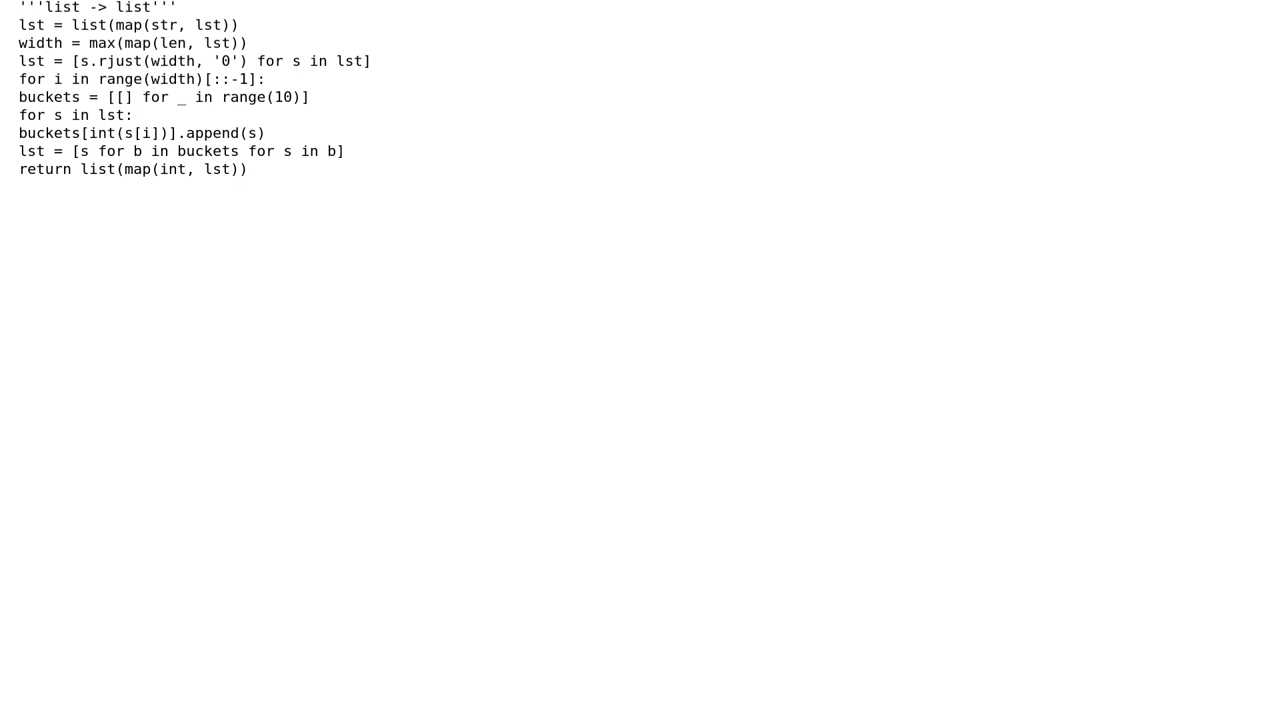 '''list -> list'''
lst = list(map(str, lst))
width = max(map(len, lst))
lst = [s.rjust(width, '0') for s in lst]
for i in range(width)[::-1]:
buckets = [[] for _ in range(10)]
for s in lst:
buckets[int(s[i])].append(s)
lst = [s for b in buckets for s in b]
return list(map(int, lst))